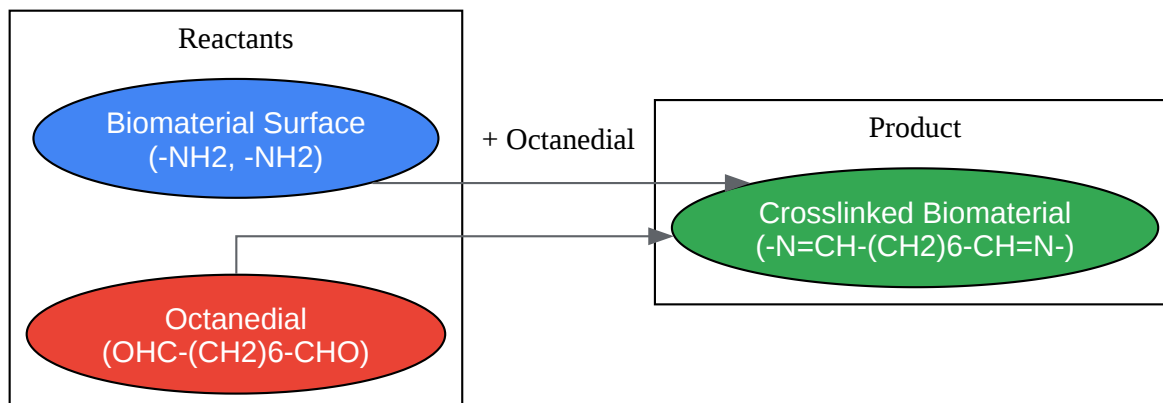 Reactants
Biomaterial Surface
(-NH2, -NH2)
+ Octanedial
Product
Crosslinked Biomaterial
(-N=CH-(CH2)6-CH=N-)
Octanedial
(OHC-(CH2)6-CHO)